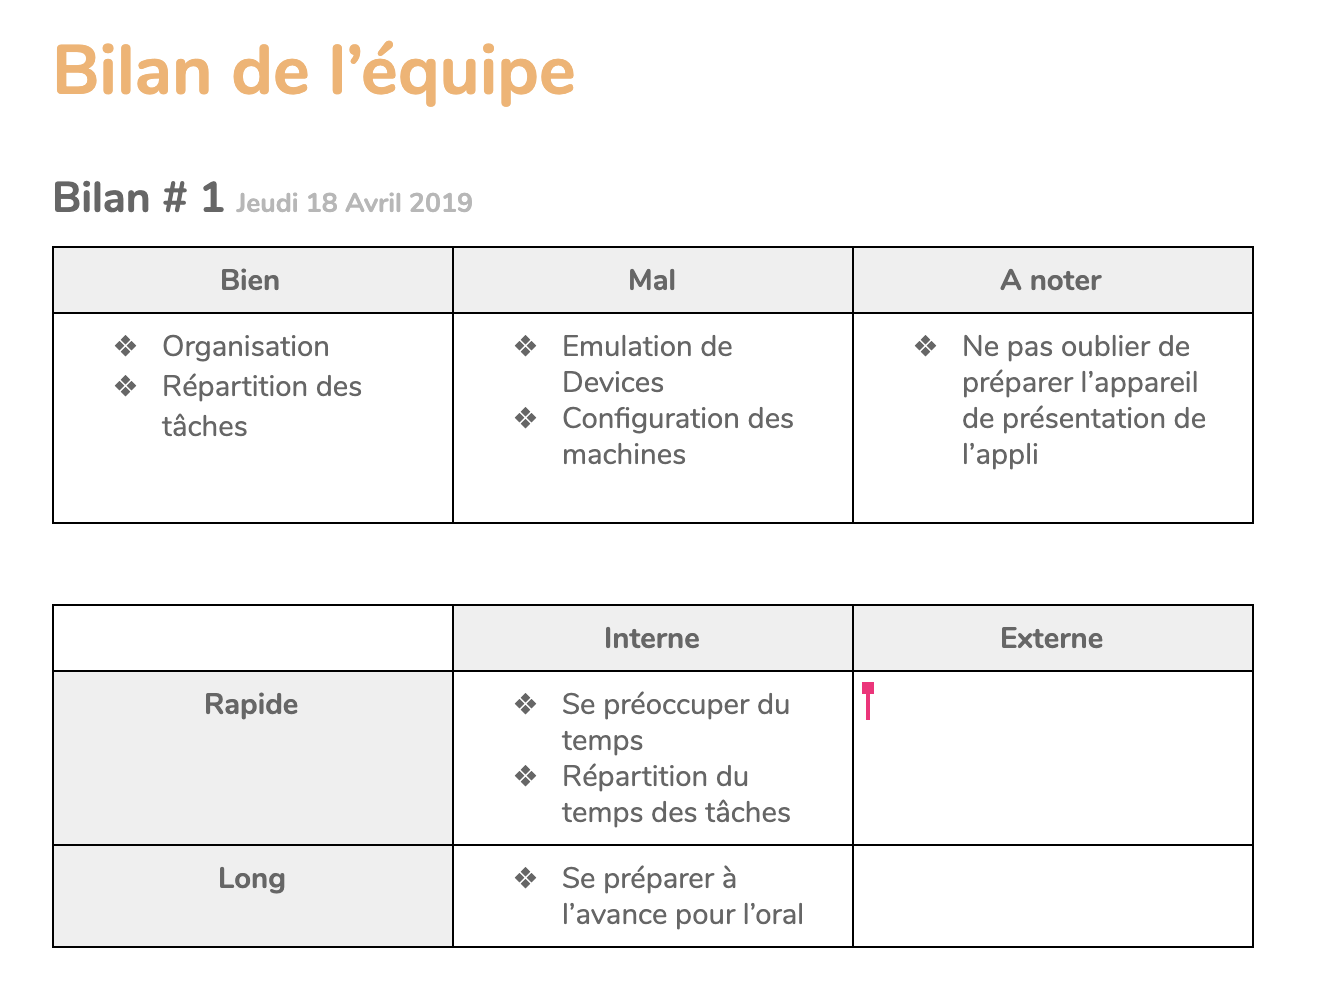 Bilan de l’équipe
Bilan # 1 Jeudi 18 Avril 2019
Bien Mal A noter
❖ Organisation
❖ Répartition des
tâches
❖ Emulation de
Devices
❖ Configuration des
machines
❖ Ne pas oublier de
préparer l’appareil
de présentation de
l’appli
Interne Externe
Rapide
❖ Se préoccuper du
temps
❖ Répartition du
temps des tâches
Long
❖ Se préparer à
l’avance pour l’oral